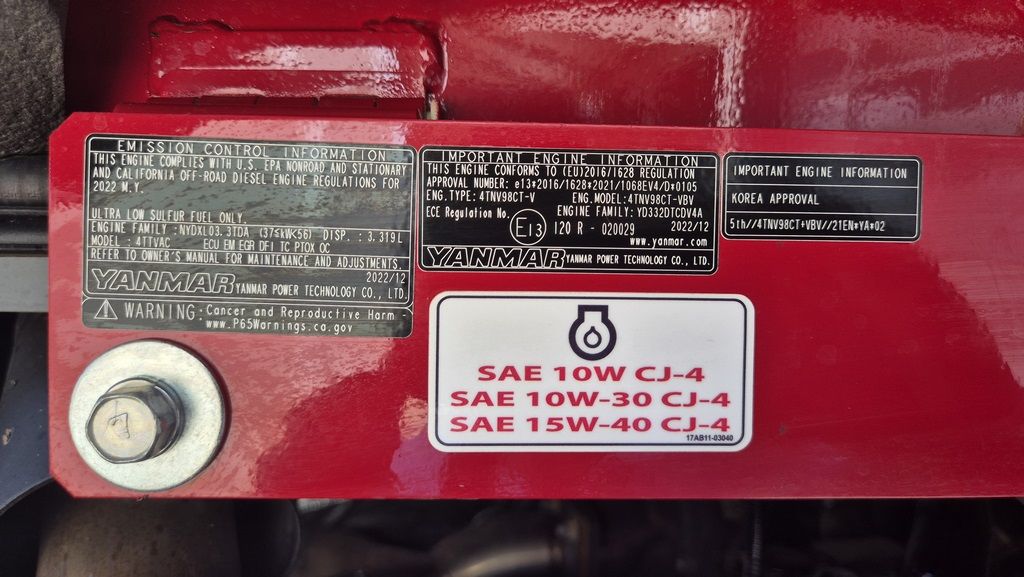 EMISSION CONTROL INFORMATION
THIS ENGINE COMPLIES WITH U.S. EPA NONROAD AND STATIONARY
AND CALIFORNIA OFF-ROAD DIESEL ENGINE REGULATIONS FOR
2022 M.Y.
ULTRA LOW SULFUR FUEL ONLY.
ENGINE FAMILY :NYDXL03.3TDA (37≤kW≤56) DISP. : 3.319L
MODEL :4TTVAC ECU EM EGR DFI TC PTOX OC
REFER TO OWNER'S MANUAL FOR MAINTENANCE AND ADJUSTMENTS.
2022/12
YANMAR YANMAR POWER TECHNOLOGY CO., LTD.
WARNING:Cancer and Reproductive Harm -
www.P65Warnings.ca.gov
IMPORTANT ENGINE INFORMATION
THIS ENGINE CONFORMS TO (EU)2016/1628 REGULATION
APPROVAL NUMBER: e13*2016/1628*2021/1068EV4/D*0105
ENG.TYPE:4TNV98CT-V ENG.MODEL:4TNV98CT-VBV
ECE Regulation No. ENGINE FAMILY:YD332DTCDV4A
E13 120 R - 020029 2022/12
www.yanmar.com
YANMAR YANMAR POWER TECHNOLOGY CO., LTD.
IMPORTANT ENGINE INFORMATION
KOREA APPROVAL
5th//4TNV98CT+VBV//21EN*YA*02
SAE 10W CJ-4
SAE 10W-30 CJ-4
SAE 15W-40 CJ-4
17AB11-03040